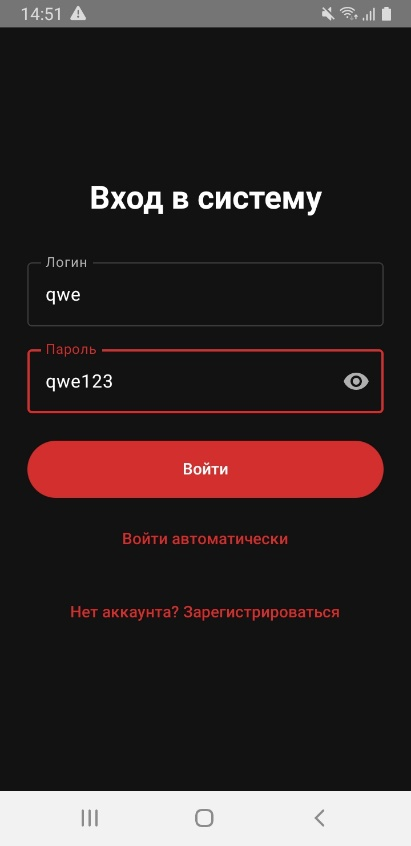 14:51
Вход в систему
Логин
qwe
Пароль
qwe123
Войти
Войти автоматически
Нет аккаунта? Зарегистрироваться